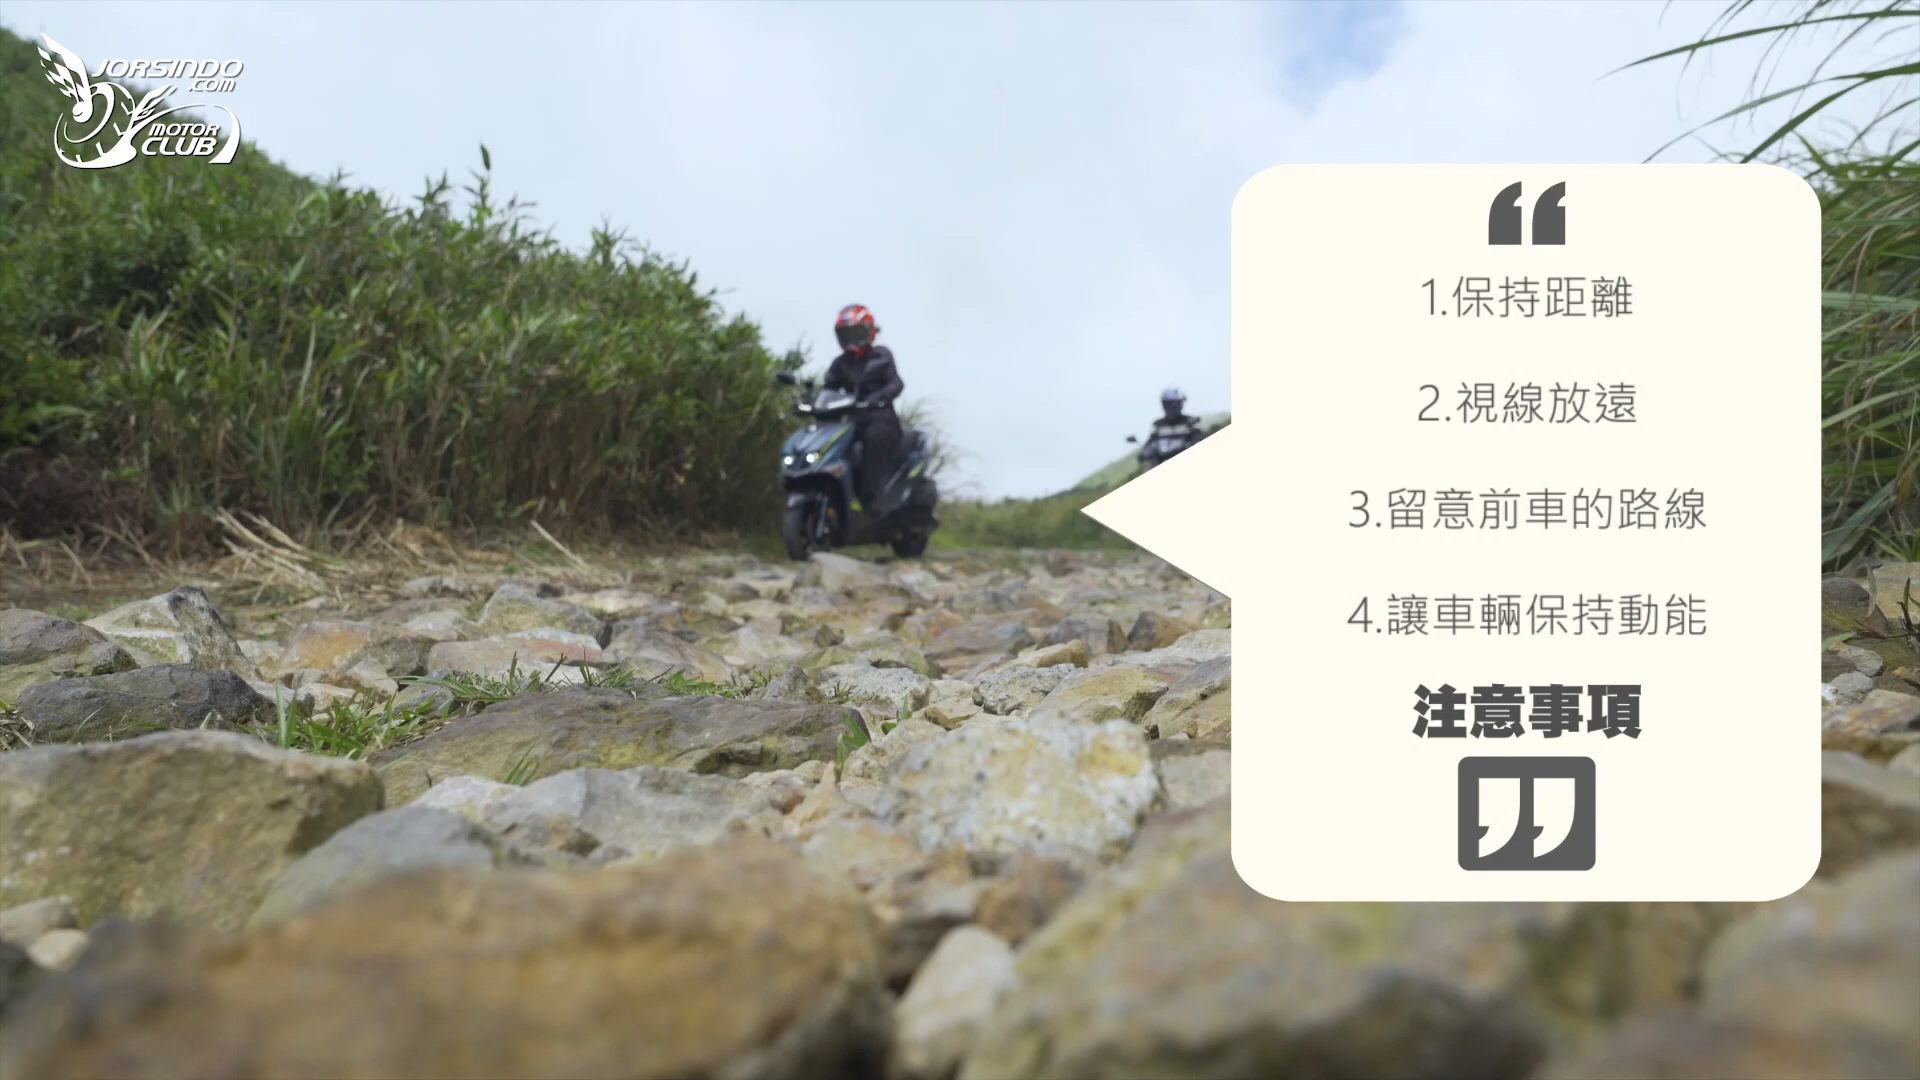 JORSINDO
.COM
MOTOR
CLUB
1.保持距離
2.視線放遠
3.留意前車的路線
4.讓車輛保持動能
注意事項